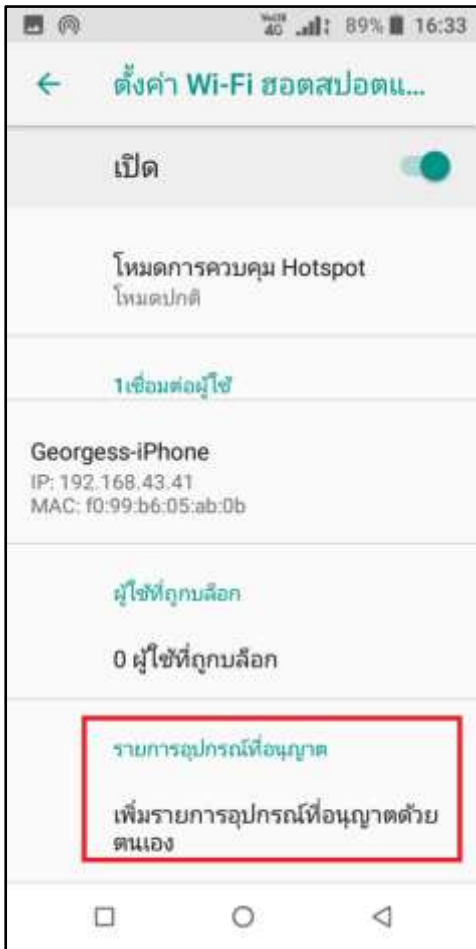 VoLTE 4G 89% 16:33
ตั้งค่า Wi-Fi ฮอตสปอตแ...
เปิด
โหมดการควบคุม Hotspot
โหมดปกติ
1เชื่อมต่อผู้ใช้
Georgess-iPhone
IP: 192.168.43.41
MAC: f0:99:b6:05:ab:0b
ผู้ใช้ที่ถูกบล็อก
0 ผู้ใช้ที่ถูกบล็อก
รายการอุปกรณ์ที่อนุญาต
เพิ่มรายการอุปกรณ์ที่อนุญาตด้วย
ตนเอง